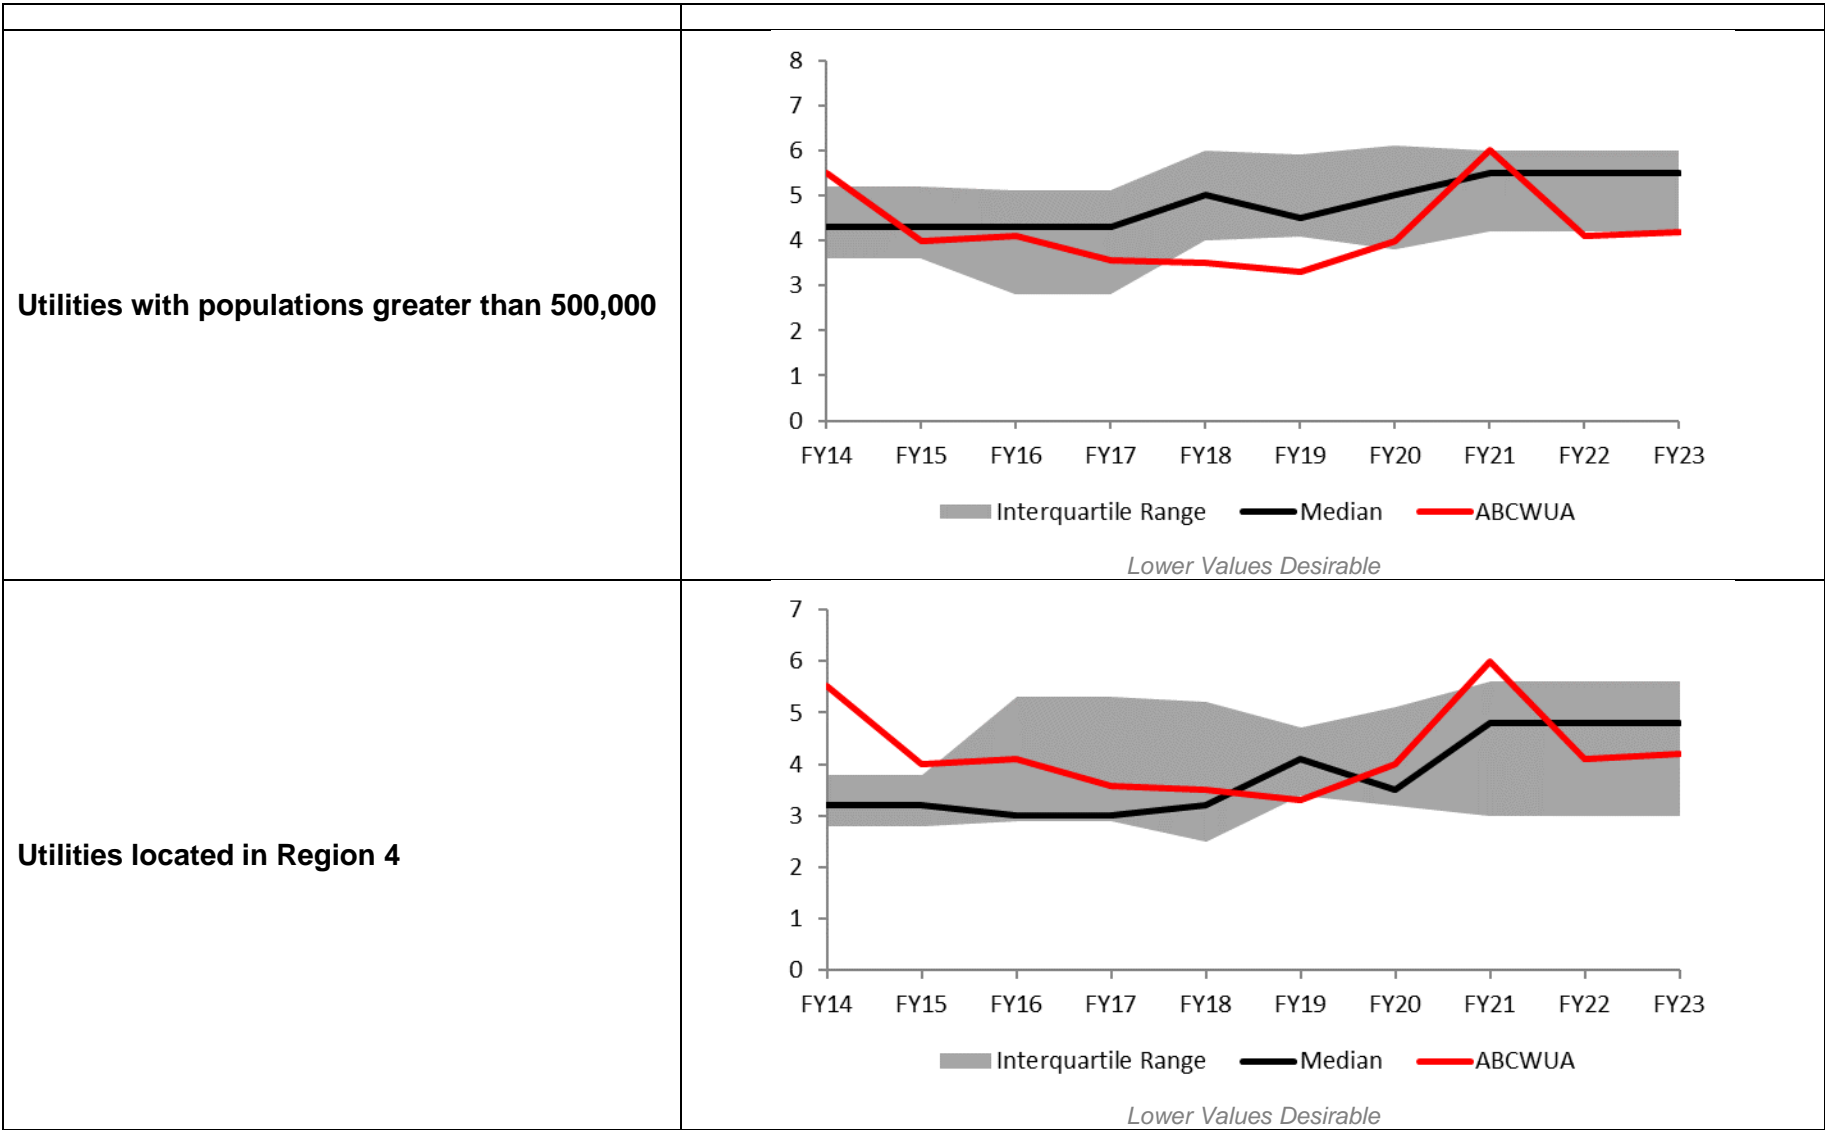 Utilities with populations greater than 500,000
8
7
6
5
4
3
2
1
0
FY14 FY15 FY16 FY17 FY18 FY19 FY20 FY21 FY22 FY23
Interquartile Range Median ABCWUA
Lower Values Desirable
Utilities located in Region 4
7
6
5
4
3
2
1
0
FY14 FY15 FY16 FY17 FY18 FY19 FY20 FY21 FY22 FY23
Interquartile Range Median ABCWUA
Lower Values Desirable